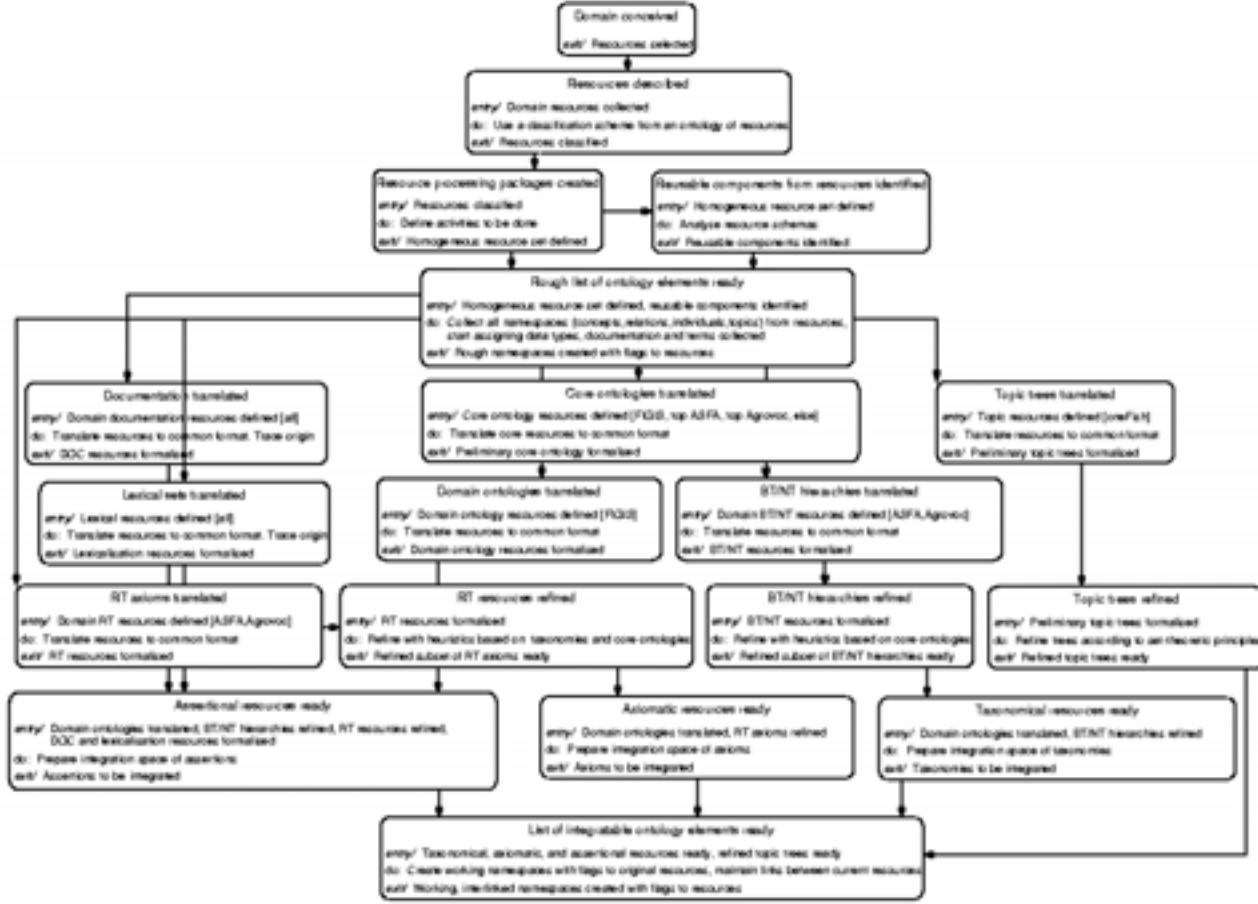 Domain conceived
exit/ Resources selected
Resources described
entry/ Domain resources collected
do: Use a classification scheme from an ontology of resources
exit/ Resources classified
Resource processing packages created
entry/ Resources classified
do: Define activities to be done
exit/ Homogeneous resource set defined
Reusable components from resources identified
entry/ Homogeneous resource set defined
do: Analyse resource schemas
exit/ Reusable components identified
Rough list of ontology elements ready
entry/ Homogeneous resource set defined, reusable components identified
do: Collect all namespaces (concepts, relations, individuals, topics) from resources,
start assigning data types, documentation and terms collected
exit/ Rough namespaces created with flags to resources
Documentation translated
entry/ Domain documentation resources defined [all]
do: Translate resources to common format. Trace origin
exit/ DOC resources formalized
Core ontologies translated
entry/ Core ontology resources defined [FIGIS, top ASFA, top Agrovoc, else]
do: Translate core resources to common format
exit/ Preliminary core ontology formalized
Topic trees translated
entry/ Topic resources defined [oneFish]
do: Translate resources to common format
exit/ Preliminary topic trees formalized
Lexical sets translated
entry/ Lexical resources defined [all]
do: Translate resources to common format. Trace origin
exit/ Lexicalisation resources formalized
Domain ontologies translated
entry/ Domain ontology resources defined [FIGIS]
do: Translate resources to common format
exit/ Domain ontology resources formalized
BT/NT hierarchies translated
entry/ Domain BT/NT resources defined [ASFA,Agrovoc]
do: Translate resources to common format
exit/ BT/NT resources formalized
RT axioms translated
entry/ Domain RT resources defined [ASFA,Agrovoc]
do: Translate resources to common format
exit/ RT resources formalized
RT resources refined
entry/ RT resources formalized
do: Refine with heuristics based on taxonomies and core ontologies
exit/ Refined subset of RT axioms ready
BT/NT hierarchies refined
entry/ BT/NT resources formalized
do: Refine with heuristics based on core ontologies
exit/ Refined subset of BT/NT hierarchies ready
Topic trees refined
entry/ Preliminary topic trees formalized
do: Refine trees according to set-theoretic principles
exit/ Refined topic trees ready
Assertional resources ready
entry/ Domain ontologies translated, BT/NT hierarchies refined, RT resources refined,
DOC and lexicalisation resources formalized
do: Prepare integration space of assertions
exit/ Assertions to be integrated
Axiomatic resources ready
entry/ Domain ontologies translated, RT axioms refined
do: Prepare integration space of axioms
exit/ Axioms to be integrated
Taxonomical resources ready
entry/ Domain ontologies translated, BT/NT hierarchies refined
do: Prepare integration space of taxonomies
exit/ Taxonomies to be integrated
List of integratable ontology elements ready
entry/ Taxonomical, axiomatic, and assertional resources ready, refined topic trees ready
do: Create working namespaces with flags to original resources, maintain links between current resources
exit/ Working, interlinked namespaces created with flags to resources